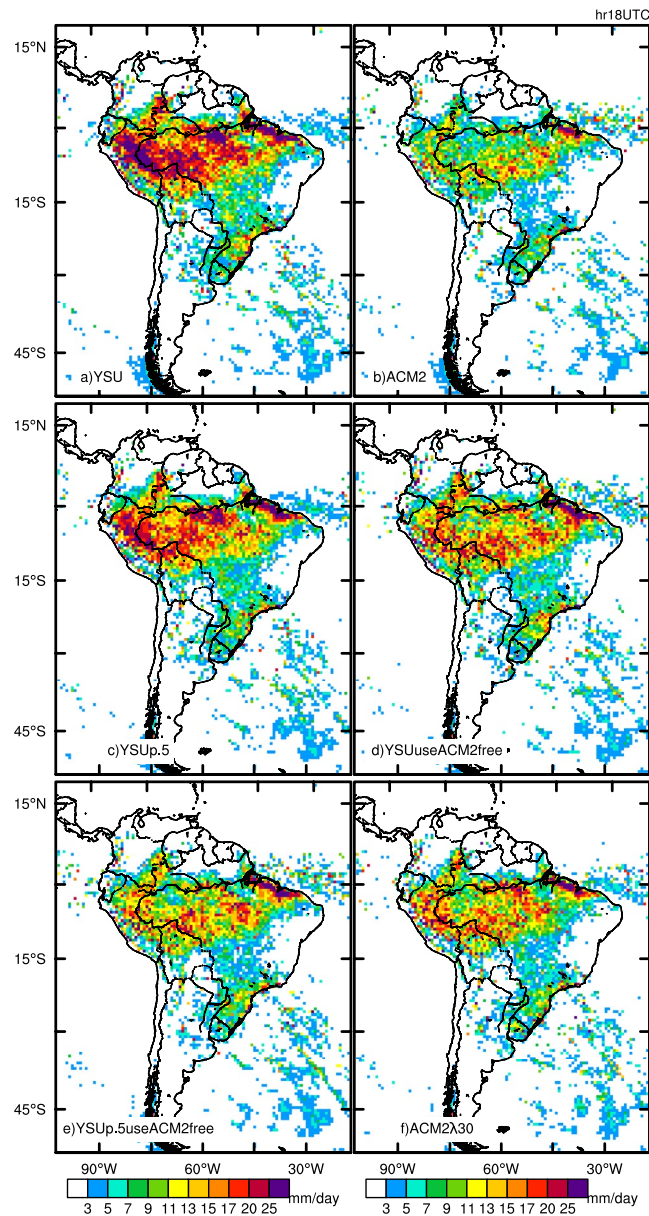 hr18UTC
15°N
15°S
45°S
a)YSU
b)ACM2
15°N
15°S
45°S
c)YSUp.5
d)YSUuseACM2free
15°N
15°S
45°S
e)YSUp.5useACM2free
f)ACM2λ30
90°W 60°W 30°W 90°W 60°W 30°W
mm/day mm/day
3 5 7 9 11 13 15 17 20 25 3 5 7 9 11 13 15 17 20 25